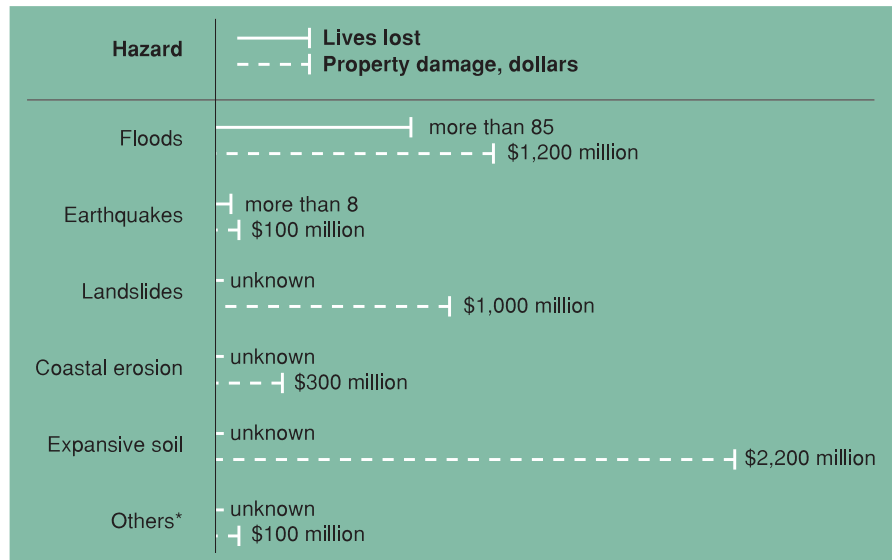 Hazard
Lives lost
Property damage, dollars
Floods
more than 85
$1,200 million
Earthquakes
more than 8
$100 million
Landslides
unknown
$1,000 million
Coastal erosion
unknown
$300 million
Expansive soil
unknown
$2,200 million
Others*
unknown
$100 million